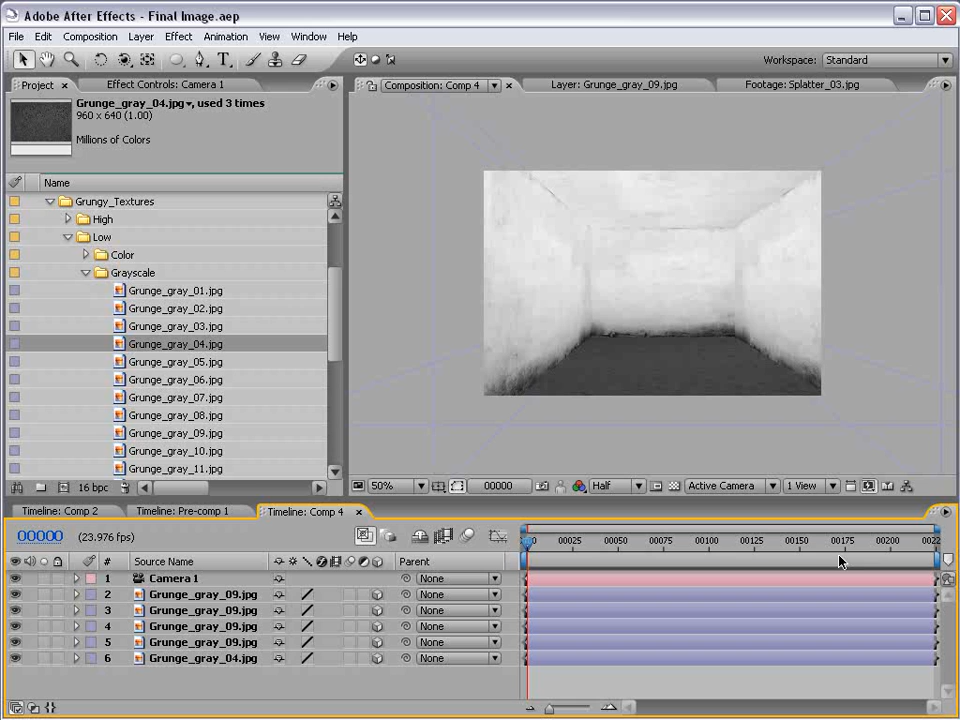 Adobe After Effects - Final Image.aep
File Edit Composition Layer Effect Animation View Window Help
Workspace: Standard
Project Effect Controls: Camera 1
Composition: Comp 4 Layer: Grunge_gray_09.jpg Footage: Splatter_03.jpg
Grunge_gray_04.jpg, used 3 times
960 x 640 (1.00)
Millions of Colors
Name
Grungy_Textures
High
Low
Color
Grayscale
Grunge_gray_01.jpg
Grunge_gray_02.jpg
Grunge_gray_03.jpg
Grunge_gray_04.jpg
Grunge_gray_05.jpg
Grunge_gray_06.jpg
Grunge_gray_07.jpg
Grunge_gray_08.jpg
Grunge_gray_09.jpg
Grunge_gray_10.jpg
Grunge_gray_11.jpg
16 bpc
50% 00000 Half Active Camera 1 View
Timeline: Comp 2 Timeline: Pre-comp 1 Timeline: Comp 4
00000 (23.976 fps)
00025 00050 00075 00100 00125 00150 00175 00200
# Source Name Parent
1 Camera 1 None
2 Grunge_gray_09.jpg None
3 Grunge_gray_09.jpg None
4 Grunge_gray_09.jpg None
5 Grunge_gray_09.jpg None
6 Grunge_gray_04.jpg None